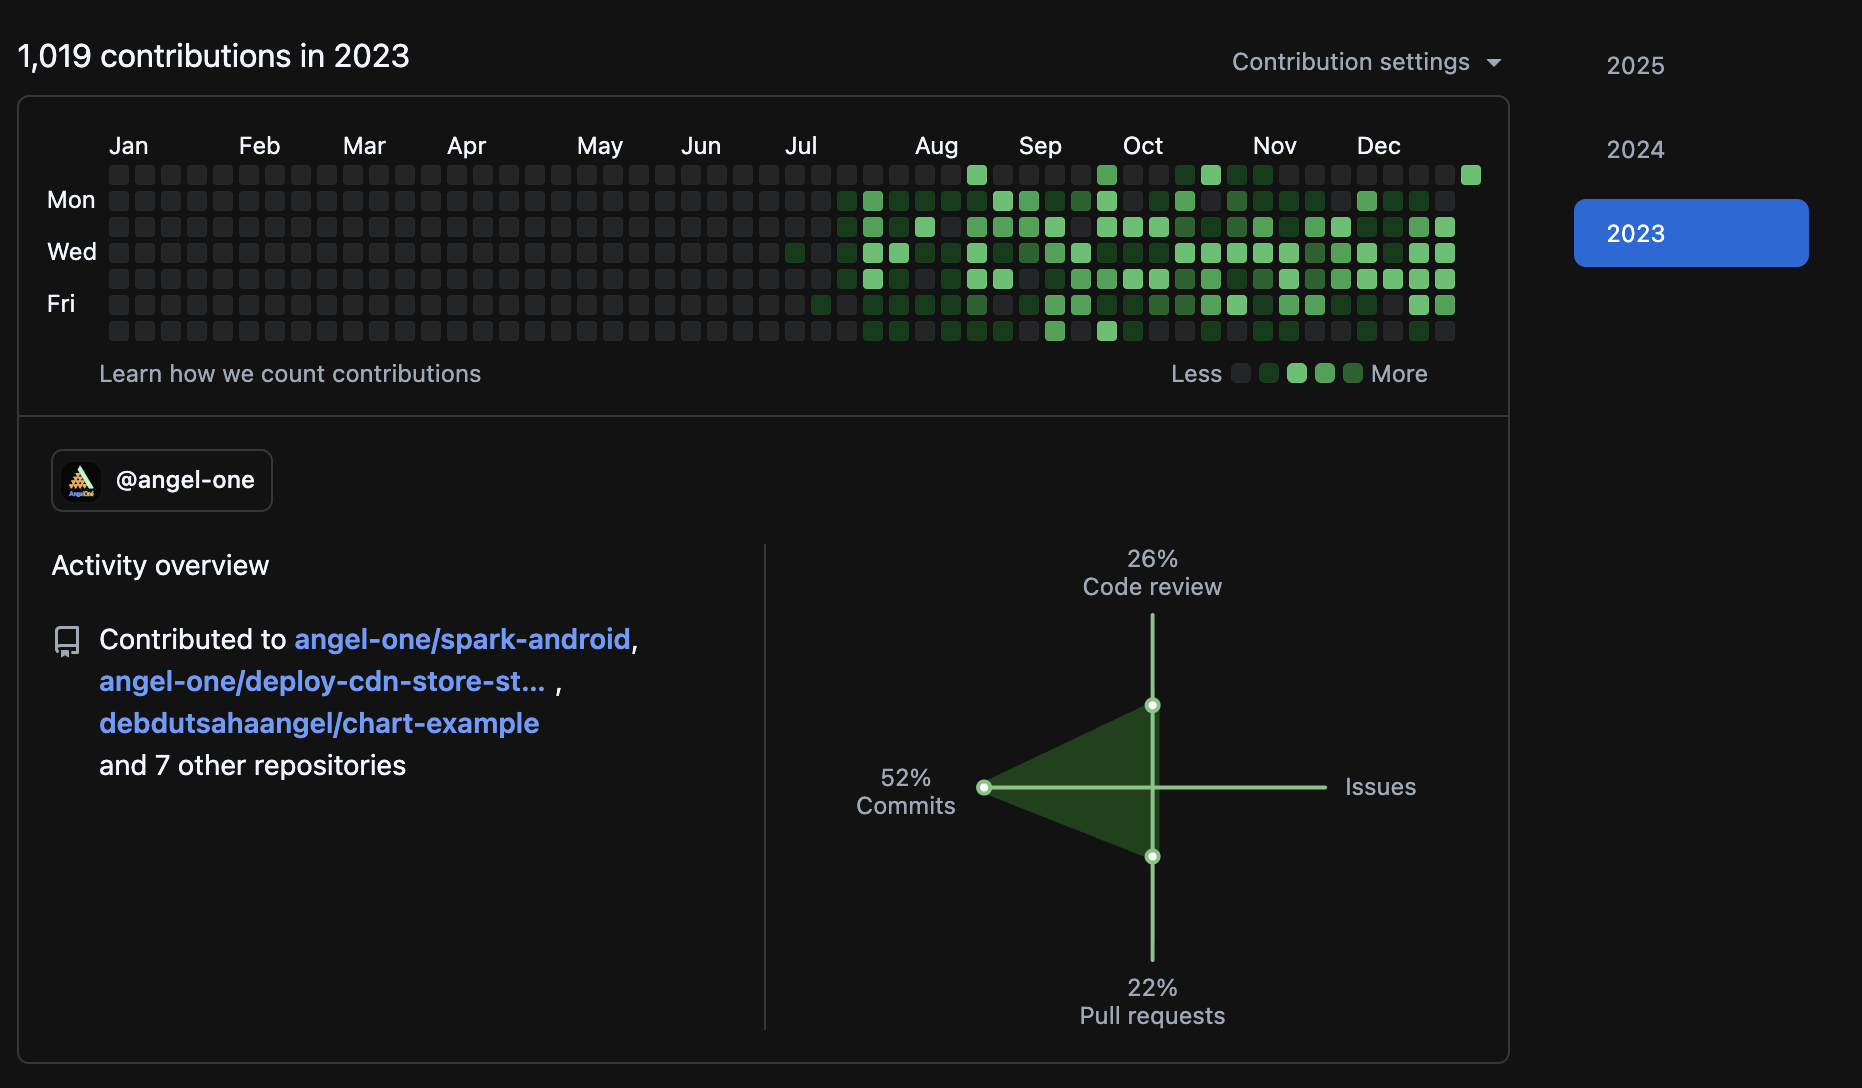 1,019 contributions in 2023
Contribution settings
2025
2024
2023
Jan Feb Mar Apr May Jun Jul Aug Sep Oct Nov Dec
Mon
Wed
Fri
Learn how we count contributions
Less More
AngelOne
@angel-one
Activity overview
Contributed to angel-one/spark-android,
angel-one/deploy-cdn-store-st... ,
debdutsahaangel/chart-example
and 7 other repositories
26%
Code review
52%
Commits
Issues
22%
Pull requests